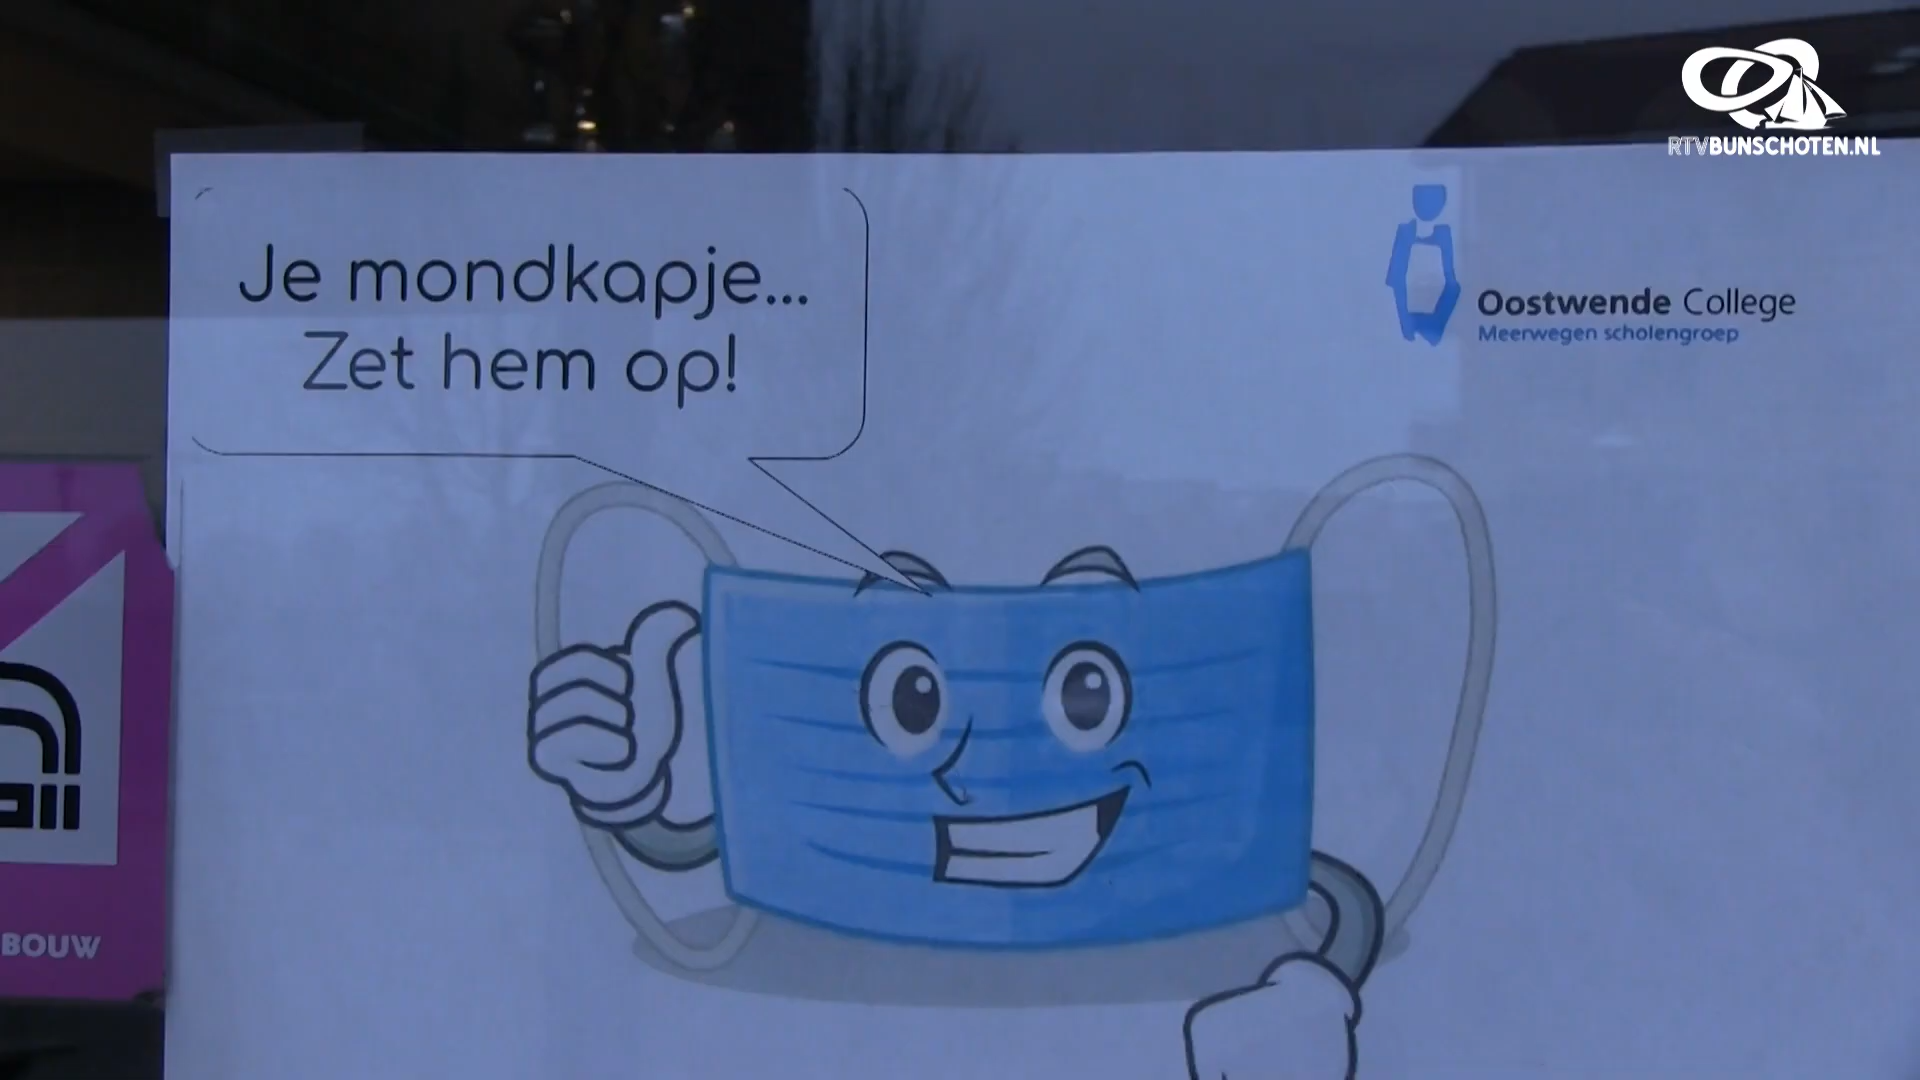 RTVBUNSCHOTEN.NL
Je mondkapje...
Zet hem op!
Oostwende College
Meerwegen scholengroep
BOUW